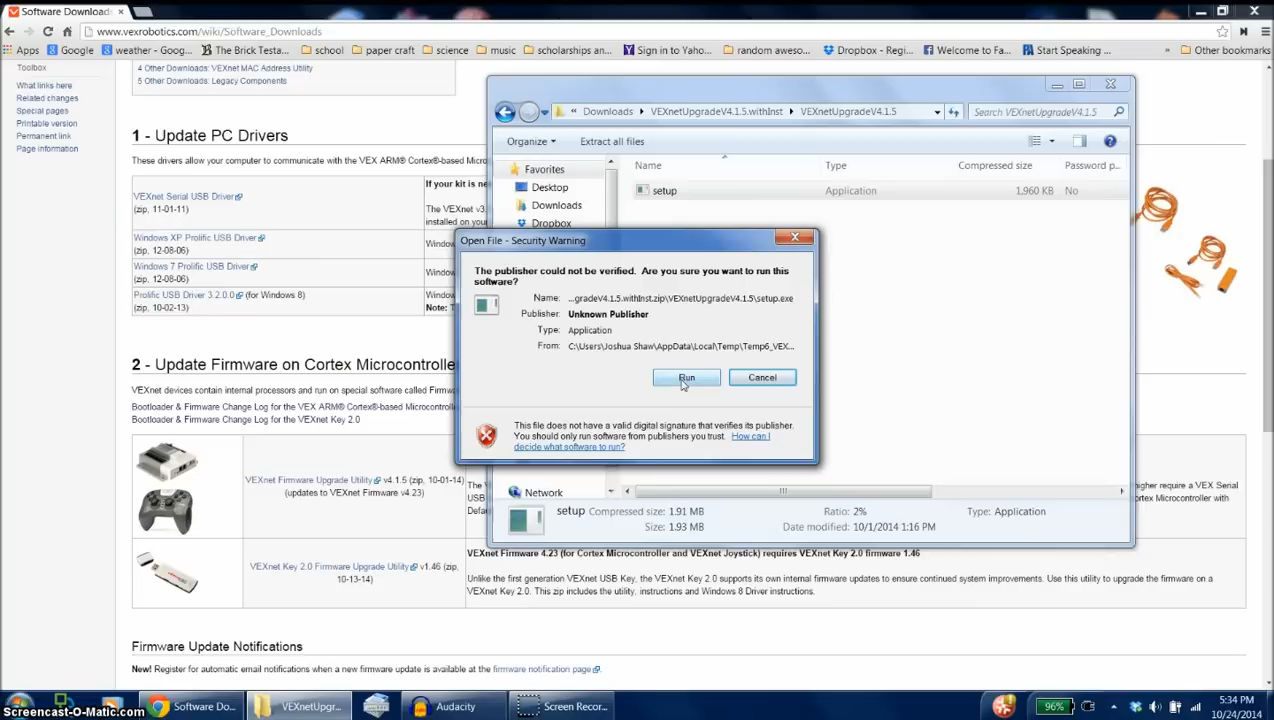 Software Downloads
www.vexrobotics.com/wiki/Software_Downloads
Apps
Google
weather - Goog...
The Brick Testa...
school
paper craft
science
music
scholarships an...
Sign in to Yaho...
random aweso...
Dropbox - Regi...
Welcome to Fa...
Start Speaking ...
»
Other bookmarks
Toolbox
What links here
Related changes
Special pages
Printable version
Permanent link
Page information
4 Other Downloads: VEXnet MAC Address Utility
5 Other Downloads: Legacy Components
1 - Update PC Drivers
These drivers allow your computer to communicate with the VEX ARM® Cortex®-based Micro
VEXnet Serial USB Driver
(zip, 11-01-11)
If your kit is ne
The VEXnet v3.
installed on your
Windows XP Prolific USB Driver
(zip, 12-08-06)
Window
Windows 7 Prolific USB Driver
(zip, 12-08-06)
Window
Prolific USB Driver 3.2.0.0 (for Windows 8)
(zip, 10-02-13)
Window
Note:
2 - Update Firmware on Cortex Microcontrolle
VEXnet devices contain internal processors and run on special software called Firmw
Bootloader & Firmware Change Log for the VEX ARM® Cortex®-based Microcontrolle
Bootloader & Firmware Change Log for the VEXnet Key 2.0
VEXnet Firmware Upgrade Utility v4.1.5 (zip, 10-01-14)
(updates to VEXnet Firmware v4.23)
The V
Seria
Defa
higher require a VEX Serial
Cortex Microcontroller with
VEXnet Key 2.0 Firmware Upgrade Utility v1.46 (zip,
10-13-14)
VEXnet Firmware 4.23 (for Cortex Microcontroller and VEXnet Joystick) requires VEXnet Key 2.0 firmware 1.46
Unlike the first generation VEXnet USB Key, the VEXnet Key 2.0 supports its own internal firmware updates to ensure continued system improvements. Use this utility to upgrade the firmware on a
VEXnet Key 2.0. This zip includes the utility, instructions and Windows 8 Driver instructions.
Firmware Update Notifications
New! Register for automatic email notifications when a new firmware update is available at the firmware notification page.
« Downloads
VEXnetUpgradeV4.1.5.withInst
VEXnetUpgradeV4.1.5
Search VEXnetUpgradeV4.1.5
Organize
Extract all files
Favorites
Desktop
Downloads
Dropbox
Network
Name
Type
Compressed size
Password p
setup
Application
1,960 KB
No
setup Compressed size: 1.91 MB
Size: 1.93 MB
Ratio: 2%
Date modified: 10/1/2014 1:16 PM
Type: Application
Open File - Security Warning
The publisher could not be verified. Are you sure you want to run this
software?
Name: ...gradeV4.1.5.withInst.zip\VEXnetUpgradeV4.1.5\setup.exe
Publisher: Unknown Publisher
Type: Application
From: C:\Users\Joshua Shaw\AppData\Local\Temp\Temp6_VEX...
Run
Cancel
This file does not have a valid digital signature that verifies its publisher.
You should only run software from publishers you trust. How can I
decide what software to run?
Software Do...
VEXnetUpgr...
Audacity
Screen Recor...
96%
5:34 PM
10/24/2014
Screencast-O-Matic.com